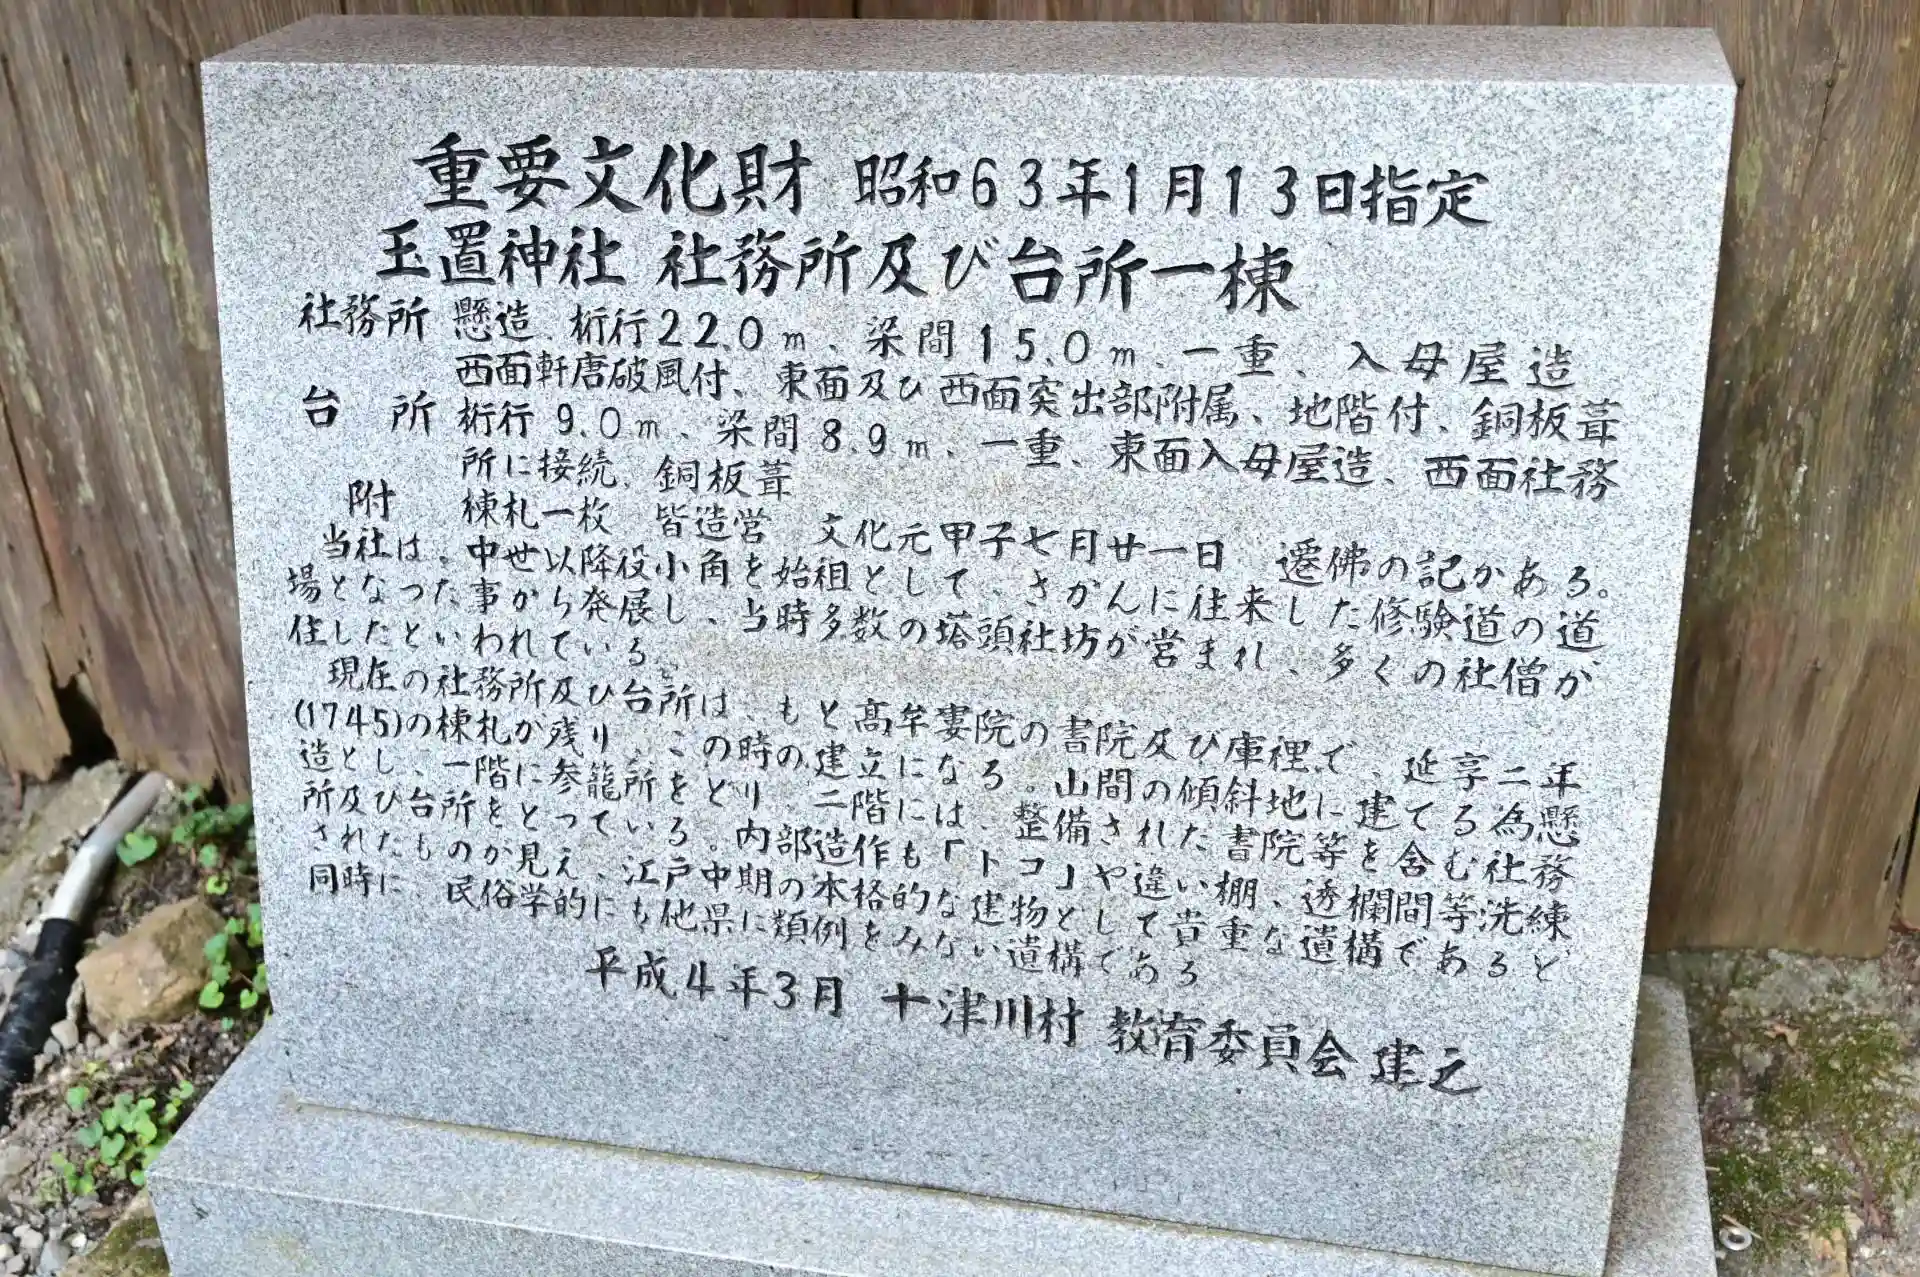 重要文化財 昭和63年1月13日指定
玉置神社 社務所及び台所一棟
社務所 懸造、桁行22.0m、梁間15.0m、一重、入母屋造
西面軒唐破風付、東面及び西面突出部附属、地階付、銅板葺
台 所 桁行9.0m、梁間8.9m、一重、東面入母屋造、西面社務
所に接続、銅板葺
附 棟札一枚 皆造営 文化元甲子七月廿一日 遷佛の記がある。
当社は、中世以降役小角を始祖として、さかんに往来した修験道の道
場となった事から発展し、当時多数の塔頭社坊が営まれ、多くの社僧が
住したといわれている。
現在の社務所及び台所は、もと高牟婁院の書院及び庫裡で、延享二年
(1745)の棟札が残り、この時の建立になる。山間の傾斜地に建てる為懸
造とし、一階に参籠所をとり、二階には、整備された書院等を含む社務
所及び台所をとっている。内部造作にも「トコ」や違い棚、透欄間等洗練
されたものが見え、江戸中期の本格的な建物として貴重な遺構であると
同時に、民俗学的にも他県に類例をみない遺構である
平成4年3月 十津川村 教育委員会 建之